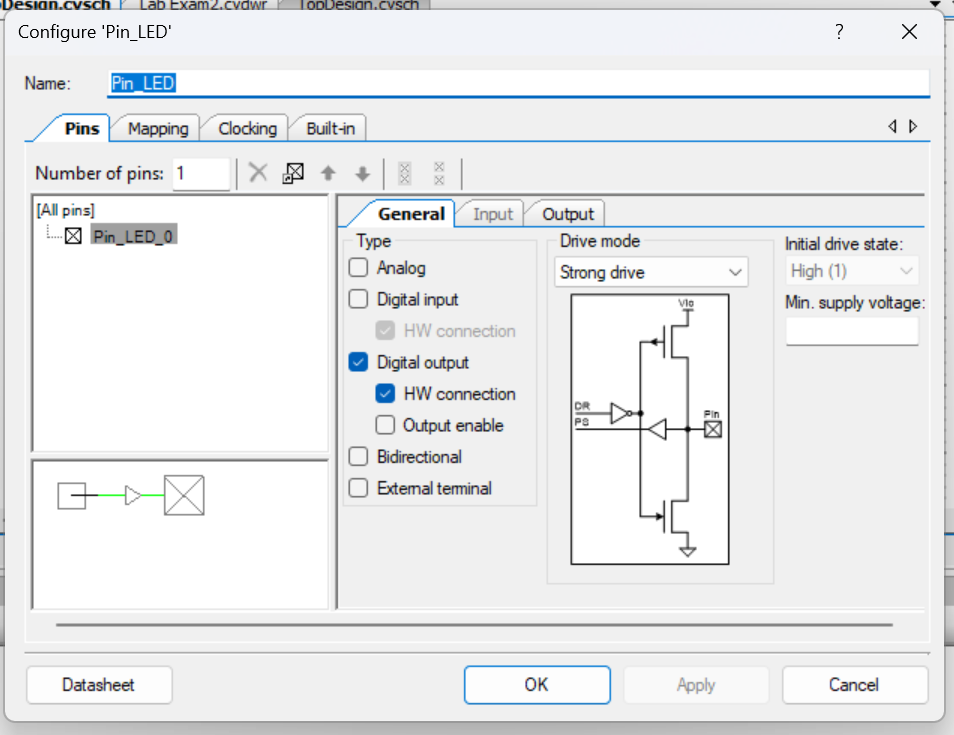 Design.cysch Lab Exam2.cydwr TopDesign.cysch
Configure 'Pin_LED' ?
Name: Pin_LED
Pins Mapping Clocking Built-in
Number of pins: 1
[All pins]
Pin_LED_0
General Input Output
Type
Analog
Digital input
HW connection
Digital output
HW connection
Output enable
Bidirectional
External terminal
Drive mode
Strong drive
Vio
DR
PS
Pin
Initial drive state:
High (1)
Min. supply voltage:
Datasheet OK Apply Cancel